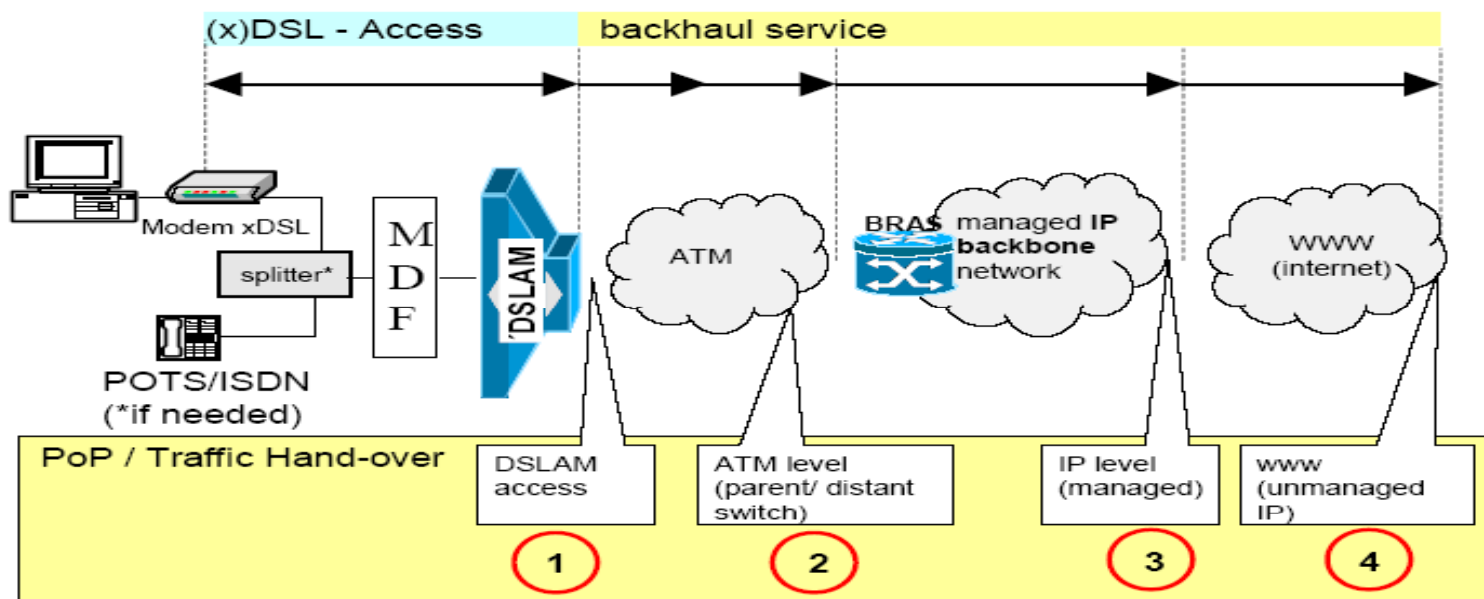 (x)DSL - Access
backhaul service
Modem xDSL
splitter*
POTS/ISDN
(*if needed)
M
D
F
DSLAM
ATM
BRAS
managed IP
backbone
network
WWW
(internet)
PoP / Traffic Hand-over
DSLAM
access
ATM level
(parent/ distant
switch)
IP level
(managed)
www
(unmanaged
IP)
1
2
3
4